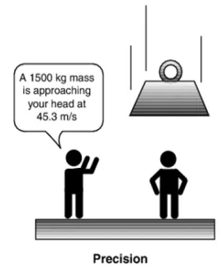 A 1500 kg mass
is approaching
your head at
45.3 m/s
Precision